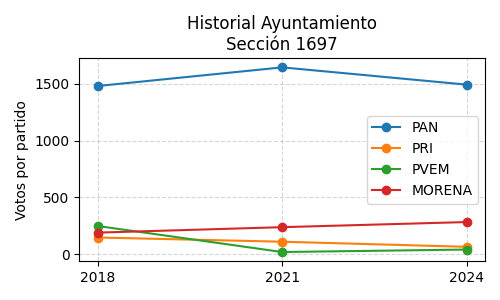 Historial Ayuntamiento
Sección 1697
Votos por partido
1500
1000
500
0
2018
2021
2024
PAN
PRI
PVEM
MORENA